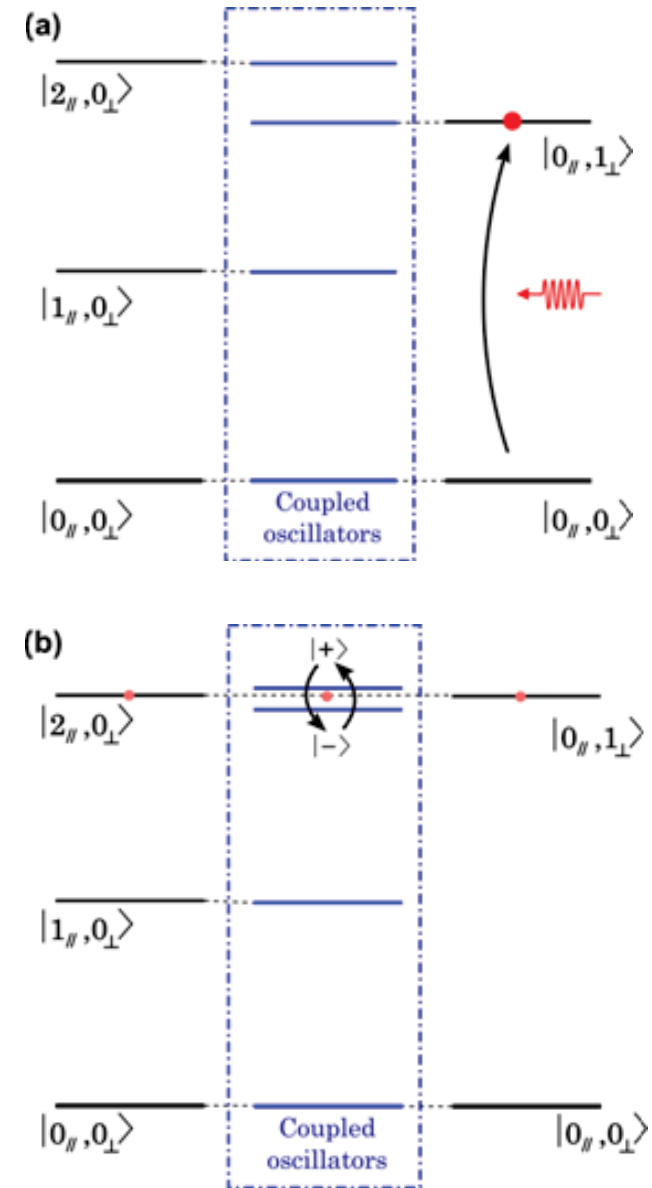 (a)
|2∥,0⊥⟩
|0∥,1⊥⟩
|1∥,0⊥⟩
|0∥,0⊥⟩
Coupled
oscillators
|0∥,0⊥⟩
(b)
|+⟩
|2∥,0⊥⟩
|−⟩
|0∥,1⊥⟩
|1∥,0⊥⟩
|0∥,0⊥⟩
Coupled
oscillators
|0∥,0⊥⟩